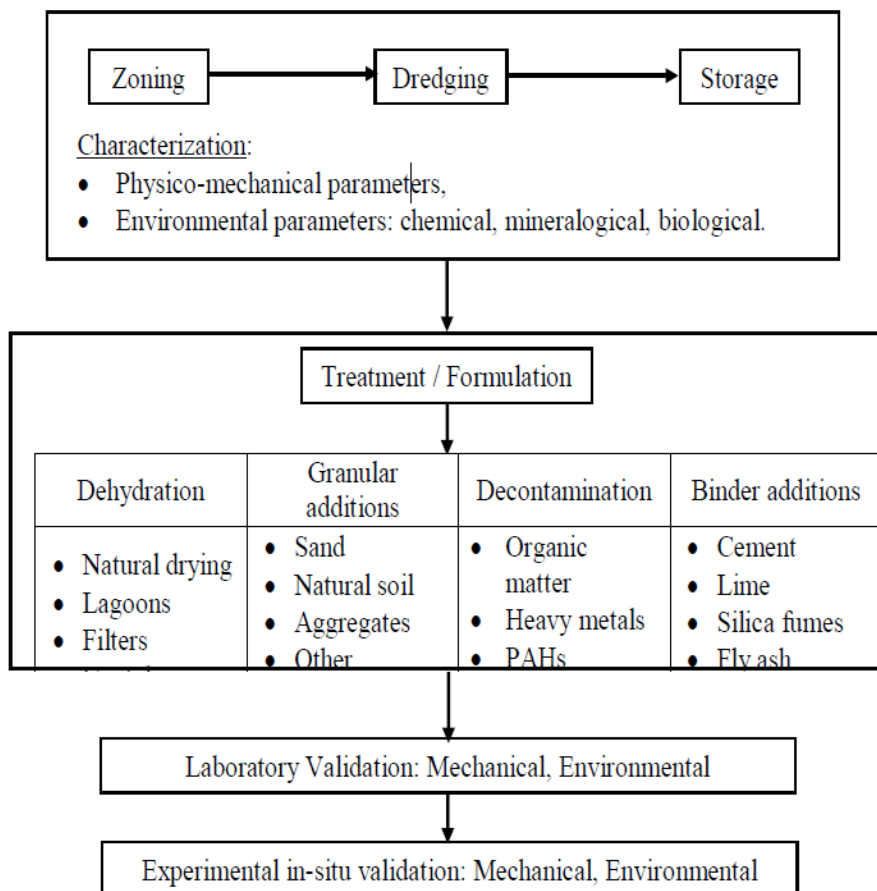 Zoning
Dredging
Storage
Characterization:
• Physico-mechanical parameters,
• Environmental parameters: chemical, mineralogical, biological.
Treatment / Formulation
Dehydration
• Natural drying
• Lagoons
• Filters
Granular
additions
• Sand
• Natural soil
• Aggregates
• Other
Decontamination
• Organic
matter
• Heavy metals
• PAHs
Binder additions
• Cement
• Lime
• Silica fumes
• Fly ash
Laboratory Validation: Mechanical, Environmental
Experimental in-situ validation: Mechanical, Environmental